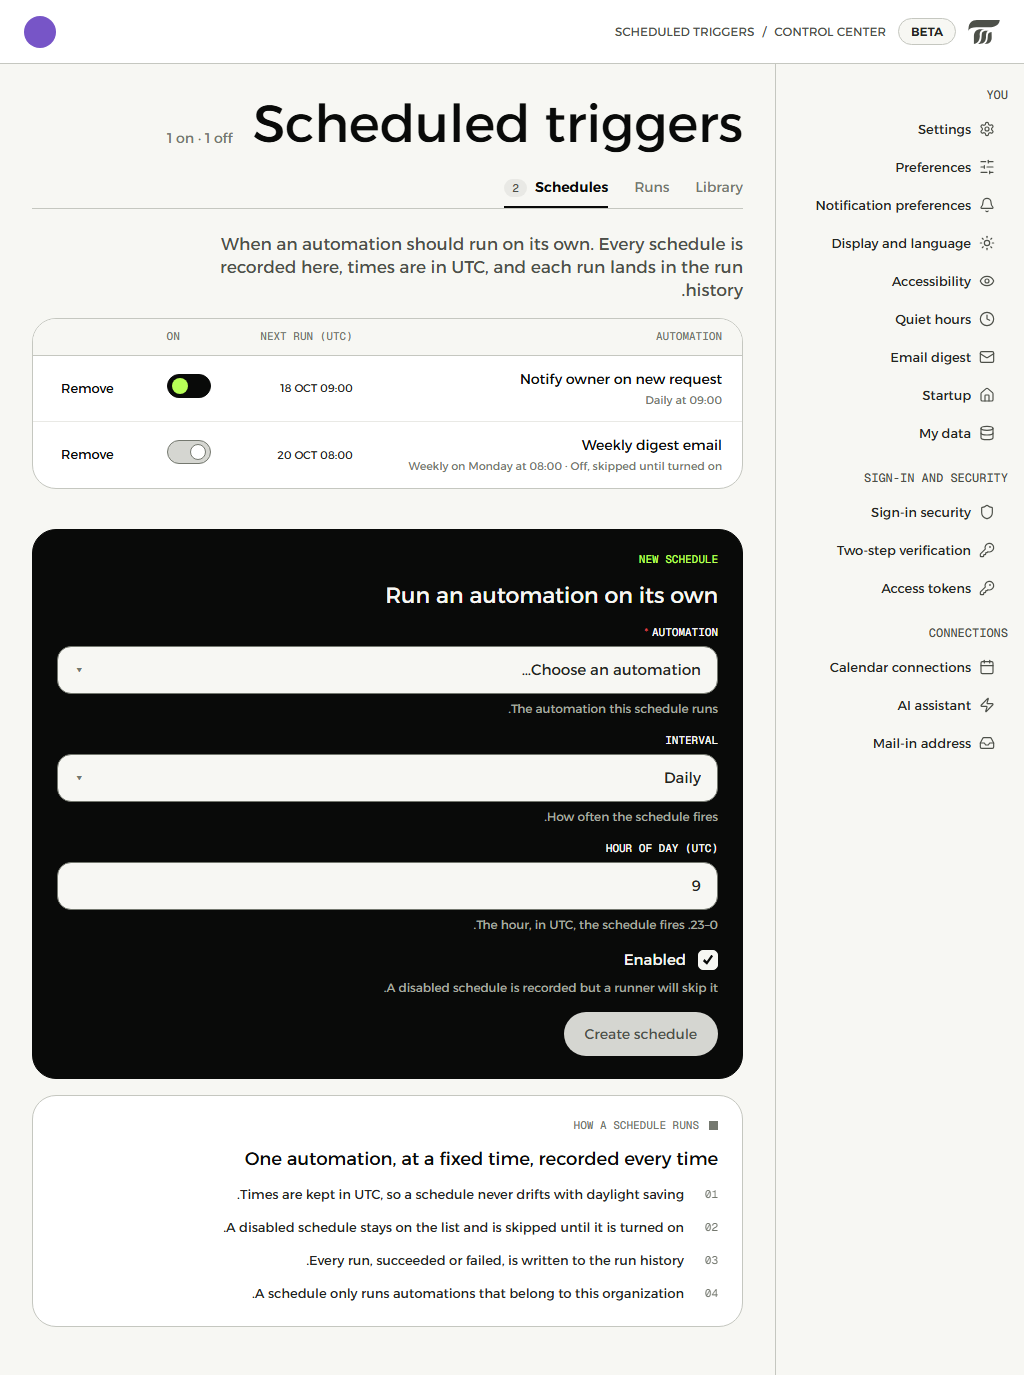 BETA
CONTROL CENTER / SCHEDULED TRIGGERS
YOU
Settings
Preferences
Notification preferences
Display and language
Accessibility
Quiet hours
Email digest
Startup
My data
SIGN-IN AND SECURITY
Sign-in security
Two-step verification
Access tokens
CONNECTIONS
Calendar connections
AI assistant
Mail-in address
Scheduled triggers
1 on · 1 off
Schedules 2
Runs
Library
When an automation should run on its own. Every schedule is
recorded here, times are in UTC, and each run lands in the run
history.
AUTOMATION NEXT RUN (UTC) ON
Notify owner on new request
Daily at 09:00
18 OCT 09:00
Remove
Weekly digest email
Weekly on Monday at 08:00 · Off, skipped until turned on
20 OCT 08:00
Remove
NEW SCHEDULE
Run an automation on its own
AUTOMATION *
Choose an automation...
The automation this schedule runs.
INTERVAL
Daily
How often the schedule fires.
HOUR OF DAY (UTC)
9
The hour, in UTC, the schedule fires. 0–23.
Enabled
A disabled schedule is recorded but a runner will skip it.
Create schedule
HOW A SCHEDULE RUNS
One automation, at a fixed time, recorded every time
01 Times are kept in UTC, so a schedule never drifts with daylight saving.
02 A disabled schedule stays on the list and is skipped until it is turned on.
03 Every run, succeeded or failed, is written to the run history.
04 A schedule only runs automations that belong to this organization.